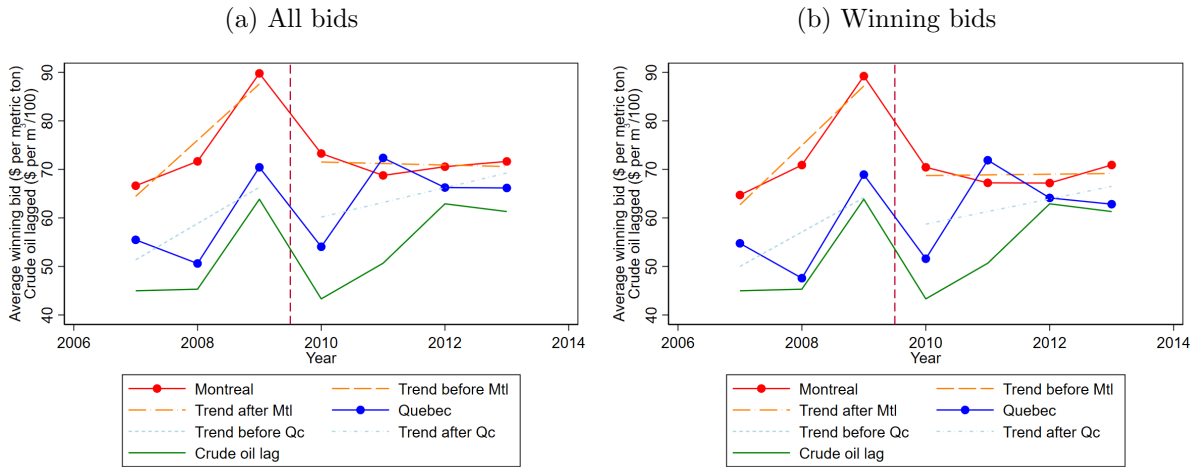 (a) All bids
Average winning bid ($ per metric ton)
Crude oil lagged ($ per m³/100)
90
80
70
60
50
40
2006 2008 2010 2012 2014
Year
Montreal Trend before Mtl
Trend after Mtl Quebec
Trend before Qc Trend after Qc
Crude oil lag
(b) Winning bids
Average winning bid ($ per metric ton)
Crude oil lagged ($ per m³/100)
90
80
70
60
50
40
2006 2008 2010 2012 2014
Year
Montreal Trend before Mtl
Trend after Mtl Quebec
Trend before Qc Trend after Qc
Crude oil lag